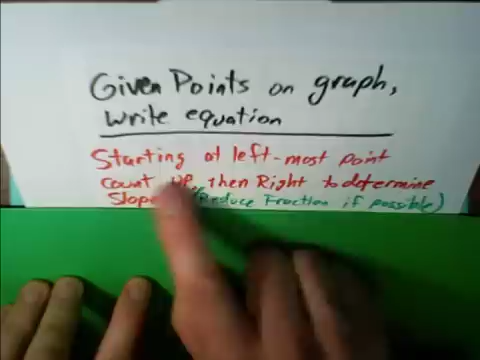 Given Points on graph,
write equation
Starting at left-most point
count up, then Right to determine
Slope (Reduce Fraction if possible)